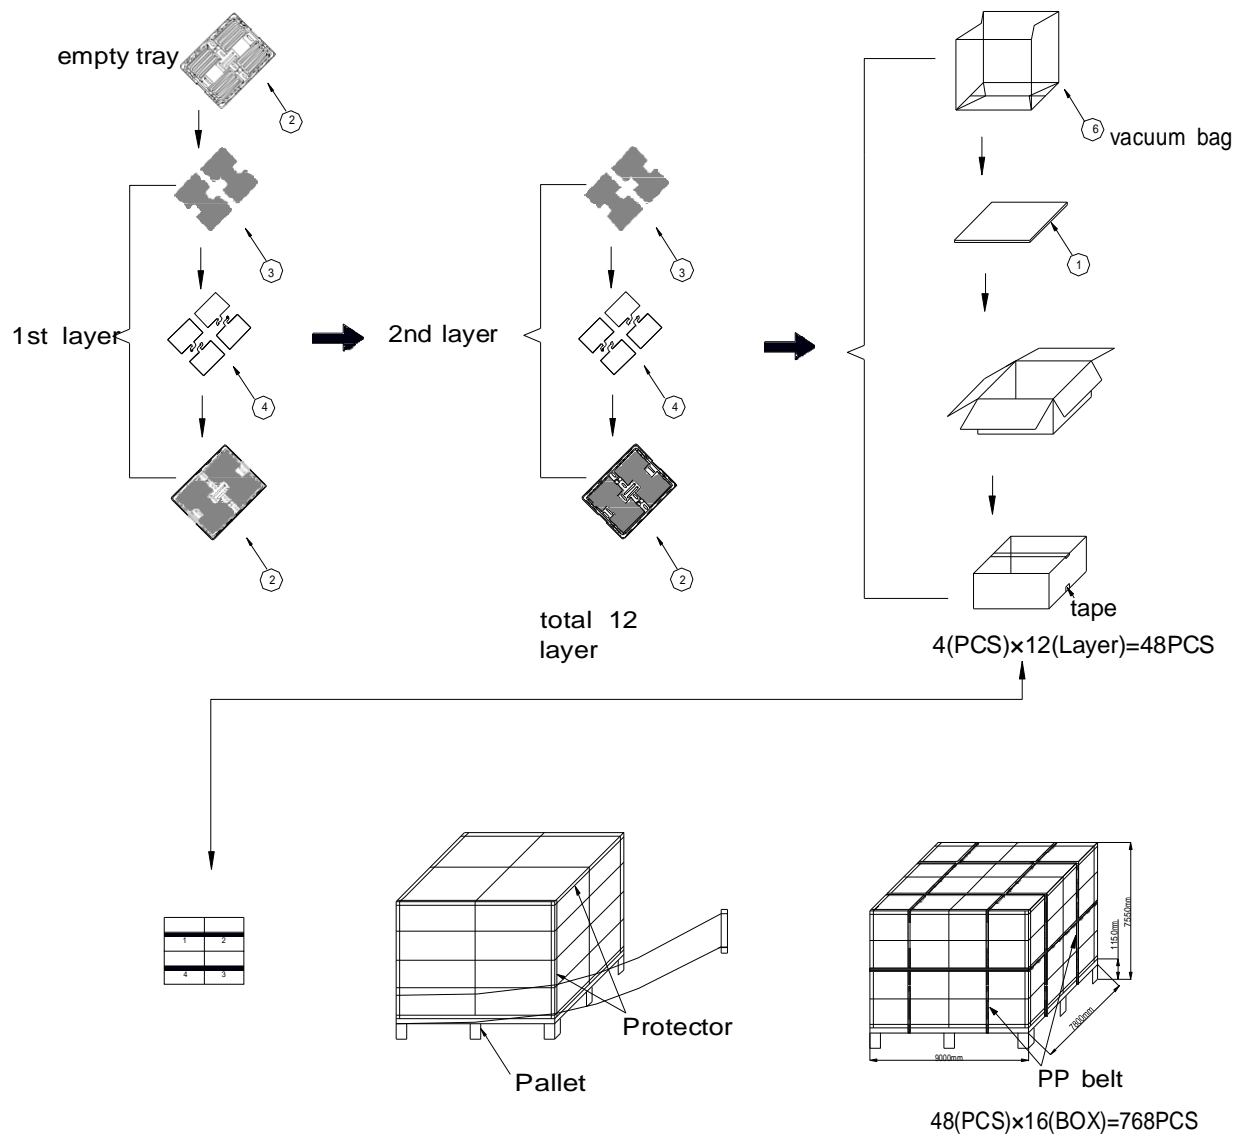 empty tray
2
6
vacuum bag
3
3
1
1st layer
2nd layer
4
4
2
2
tape
total 12
layer
4(PCS)×12(Layer)=48PCS
1 2
4 3
Protector
Pallet
7550mm
1150mm
7800mm
9000mm
PP belt
48(PCS)×16(BOX)=768PCS